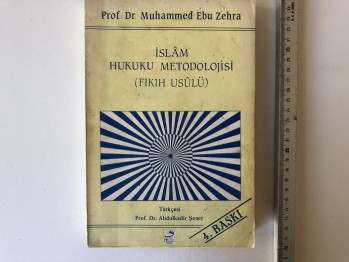 Prof. Dr. Muhammed Ebu Zehra
İSLÂM
HUKUKU METODOLOJİSİ
(FIKIH USÛLÜ)
Türkçesi
Prof. Dr. Abdulkadir Şener
4. BASKI